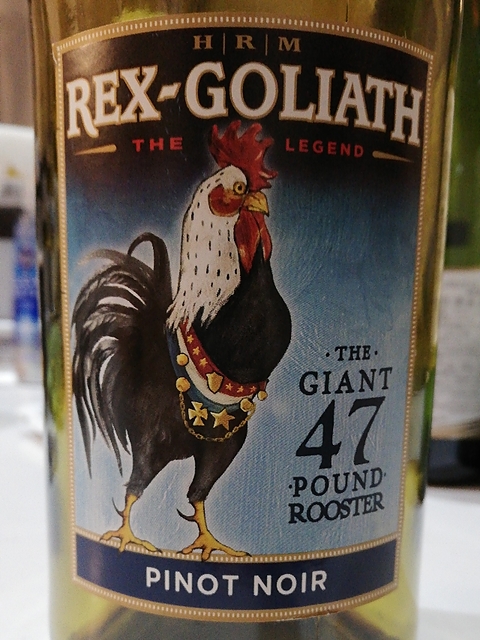 H|R|M
REX-GOLIATH
THE LEGEND
·THE·
GIANT
47
·POUND·
ROOSTER
PINOT NOIR